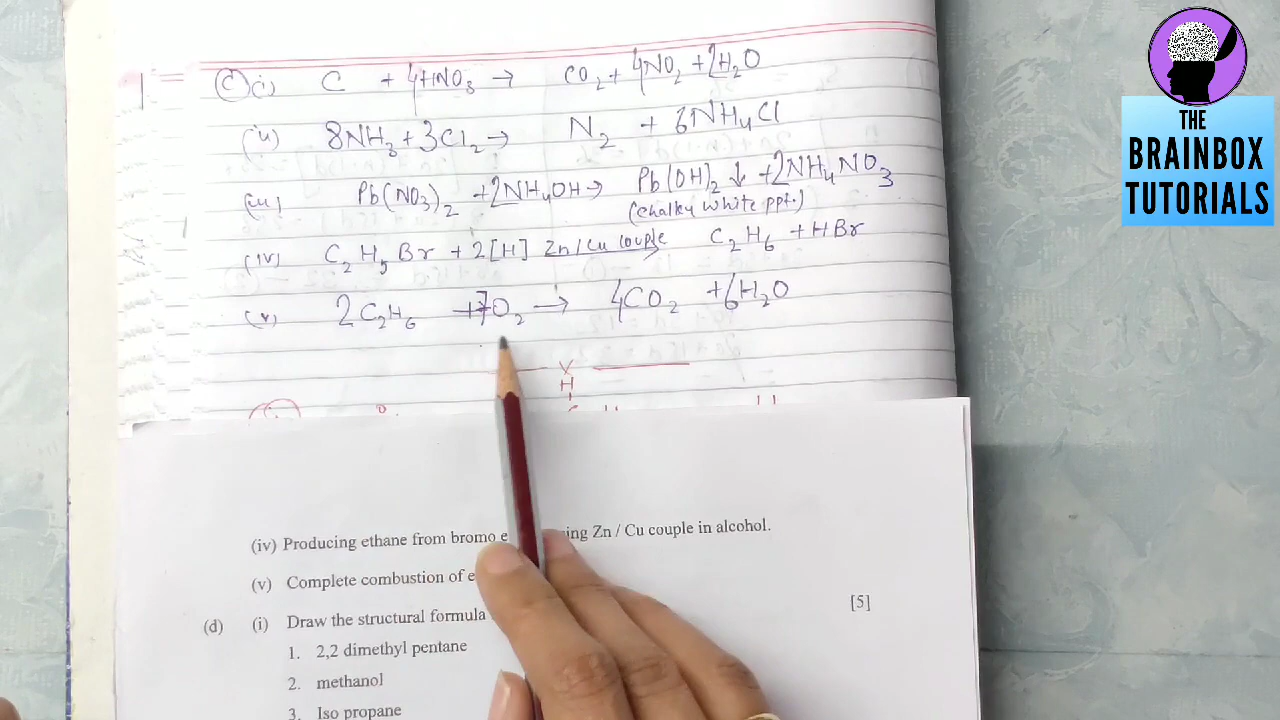 (c) (i) C + 4HNO3 → CO2 + 4NO2 + 2H2O
(ii) 8NH3 + 3Cl2 → N2 + 6NH4Cl
(iii) Pb(NO3)2 + 2NH4OH → Pb(OH)2 ↓ + 2NH4NO3
(Chalky white ppt.)
(iv) C2H5Br + 2[H] Zn/Cu couple → C2H6 + HBr
(v) 2C2H6 + 7O2 → 4CO2 + 6H2O
X
H
THE
BRAINBOX
TUTORIALS
(iv) Producing ethane from bromo Zn / Cu couple in alcohol.
(v) Complete combustion of
[5]
(d) (i) Draw the structural formula
1. 2,2 dimethyl pentane
2. methanol
3. Iso propane